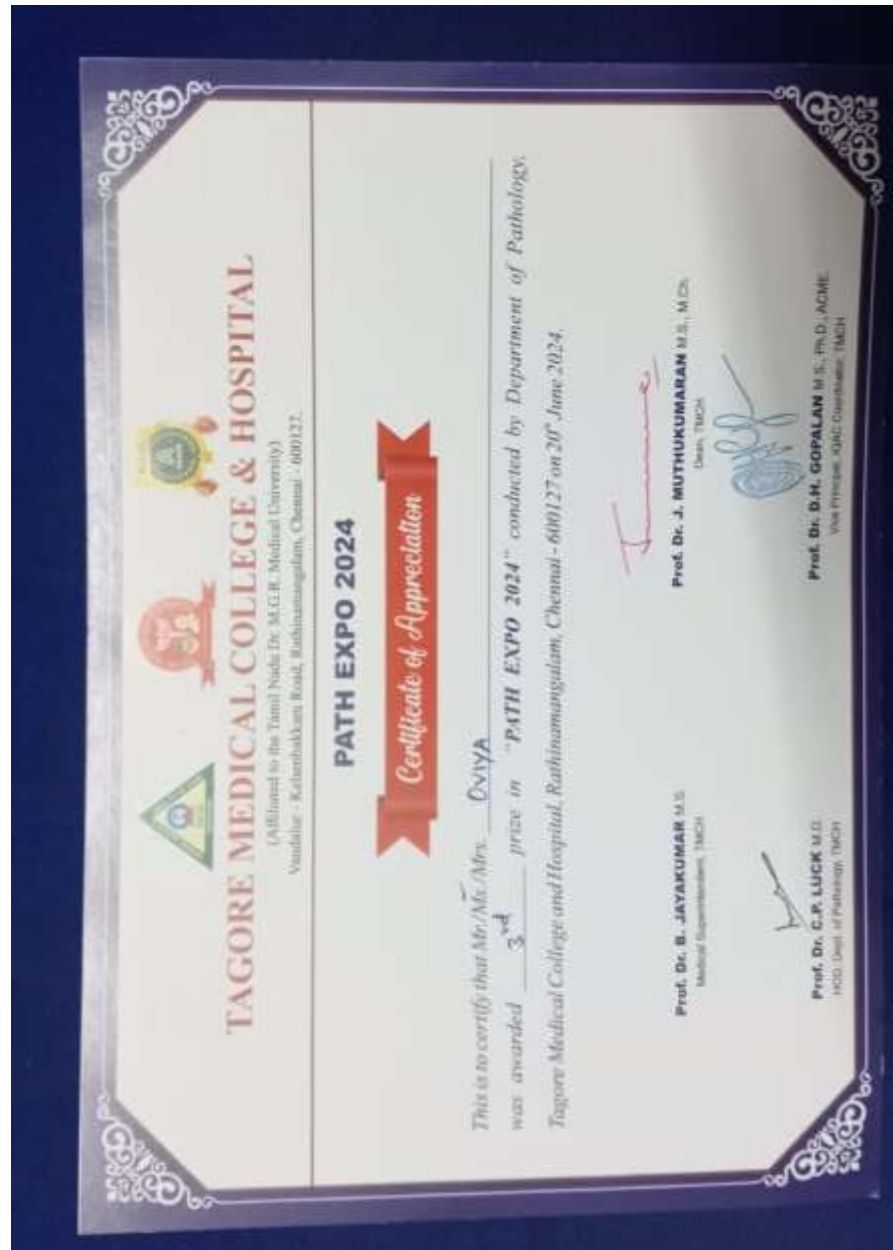 TAGORE MEDICAL COLLEGE & HOSPITAL
(Affiliated to the Tamil Nadu Dr. M.G.R. Medical University)
Vandalur - Kelambakkam Road, Rathinamangalam, Chennai - 600127.
PATH EXPO 2024
Certificate of Appreciation
This is to certify that Mr./Ms./Mrs. OVIYA
was awarded 3rd prize in "PATH EXPO 2024" conducted by Department of Pathology,
Tagore Medical College and Hospital, Rathinamangalam, Chennai - 600127 on 20th June 2024.
Prof. Dr. B. JAYAKUMAR M.S.
Medical Superintendent, TMCH
Prof. Dr. J. MUTHUKUMARAN M.S., M.Ch.
Dean, TMCH
Prof. Dr. C.P. LUCK M.D.
HOD, Dept. of Pathology, TMCH
Prof. Dr. D.H. GOPALAN M.S., Ph.D., ACME.
Vice Principal, IQAC Coordinator, TMCH